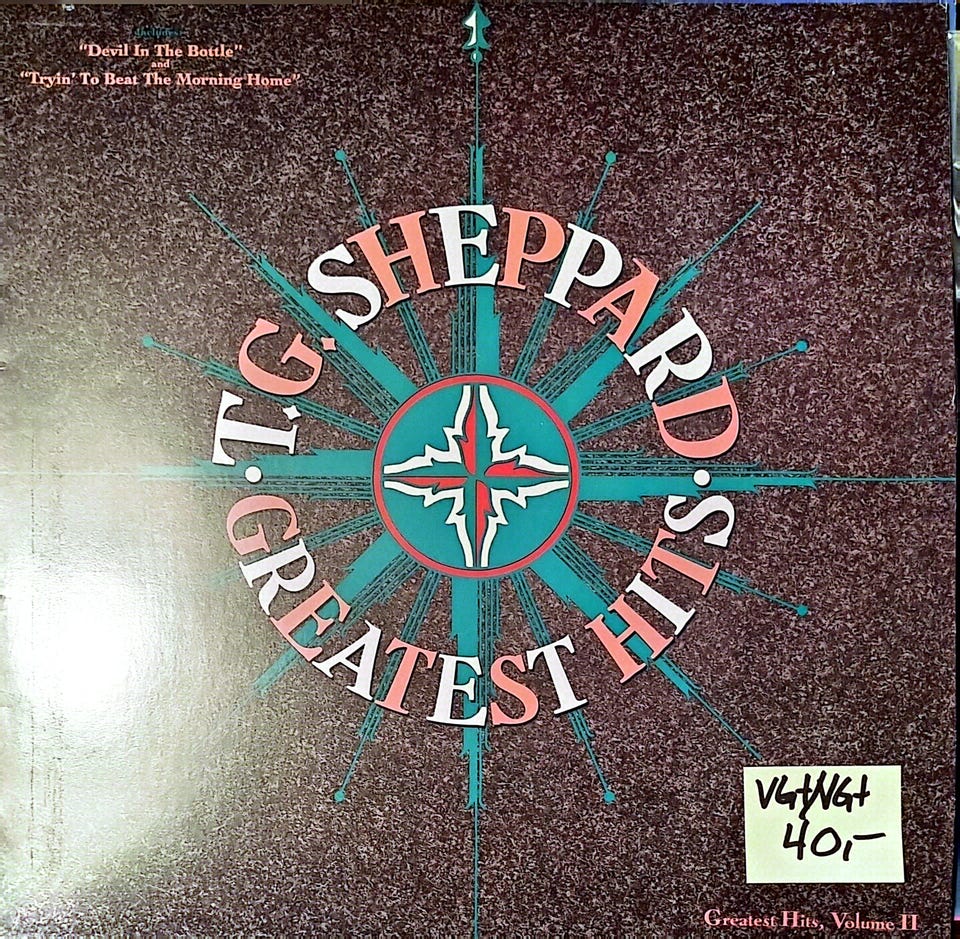 Includes:
"Devil In The Bottle"
and
"Tryin' To Beat The Morning Home"
T.G. SHEPPARD
GREATEST HITS
VG+/VG+
40,-
Greatest Hits, Volume II